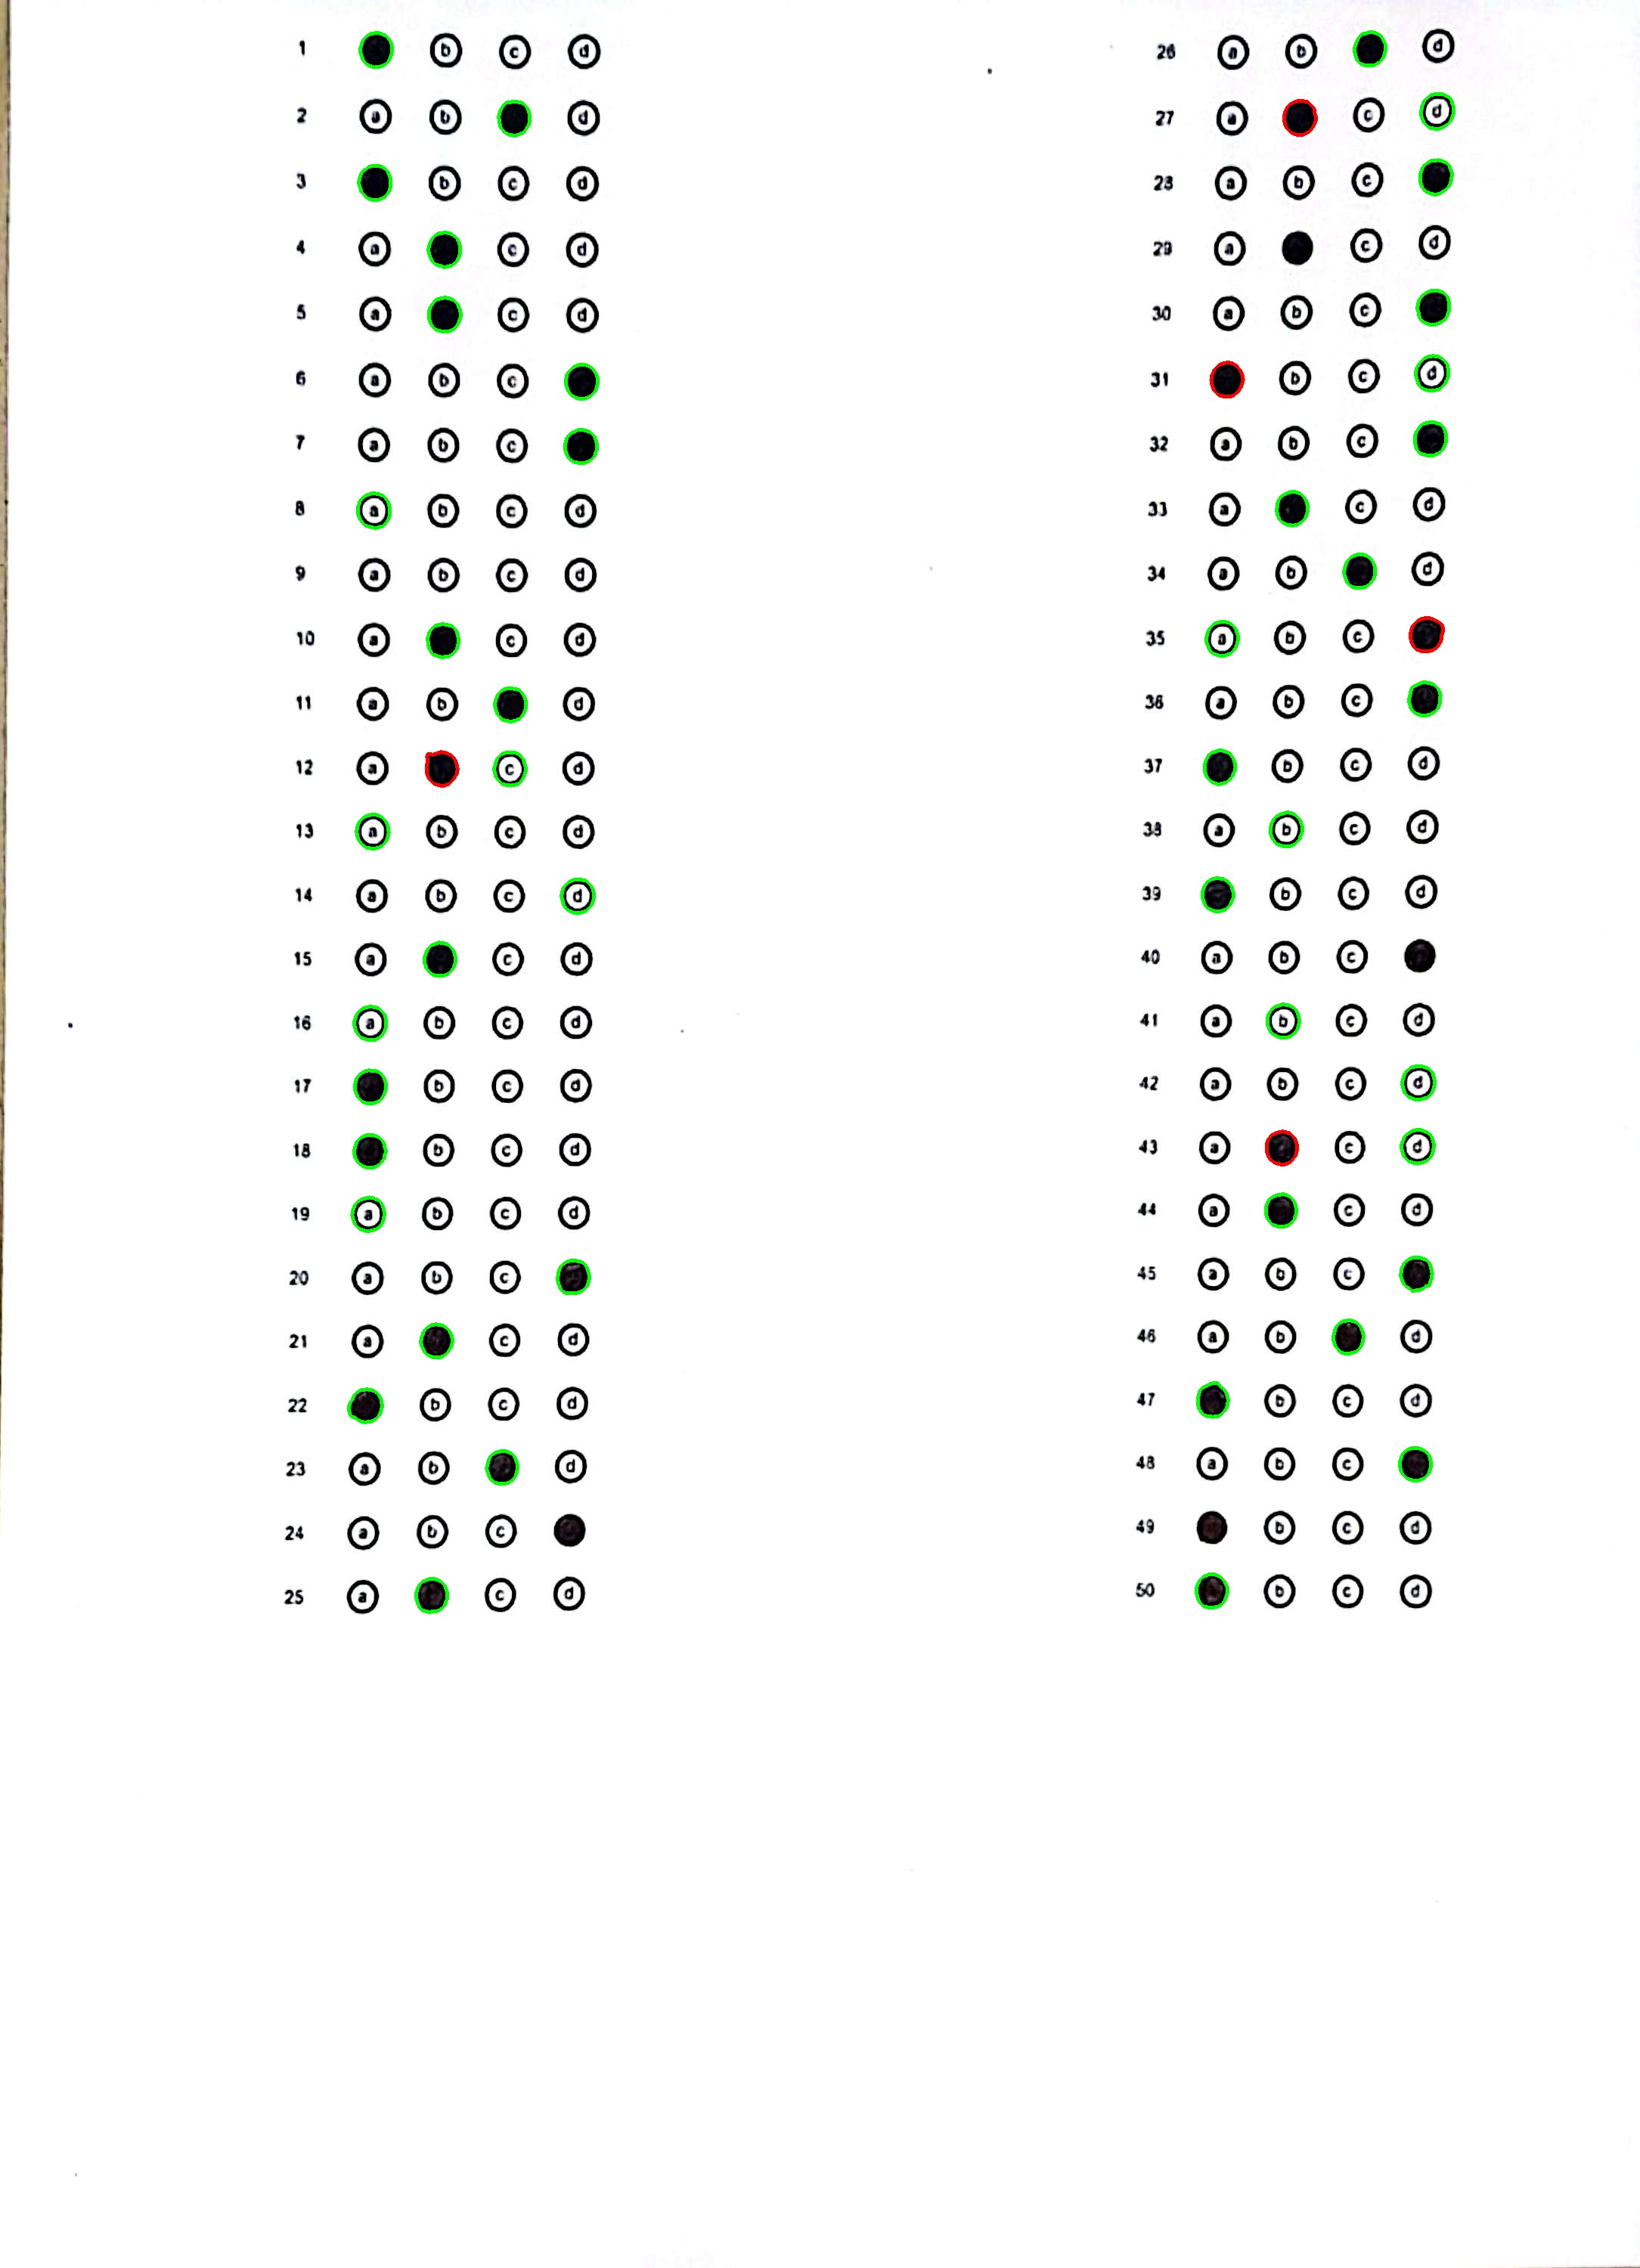 1 b c d
2 a b d
3 b c d
4 a c d
5 a c d
6 a b c
7 a b c
8 a b c d
9 a b c d
10 a c d
11 a b d
12 a c d
13 a b c d
14 a b c d
15 a c d
16 a b c d
17 b c d
18 b c d
19 a b c d
20 a b c
21 a c d
22 b c d
23 a b d
24 a b c
25 a c d
26 a b d
27 a c d
28 a b c
29 a c d
30 a b c
31 b c d
32 a b c
33 a c d
34 a b d
35 a b c
36 a b c
37 b c d
38 a b c d
39 b c d
40 a b c
41 a b c d
42 a b c d
43 a c d
44 a c d
45 a b c
46 a b d
47 b c d
48 a b c
49 b c d
50 b c d